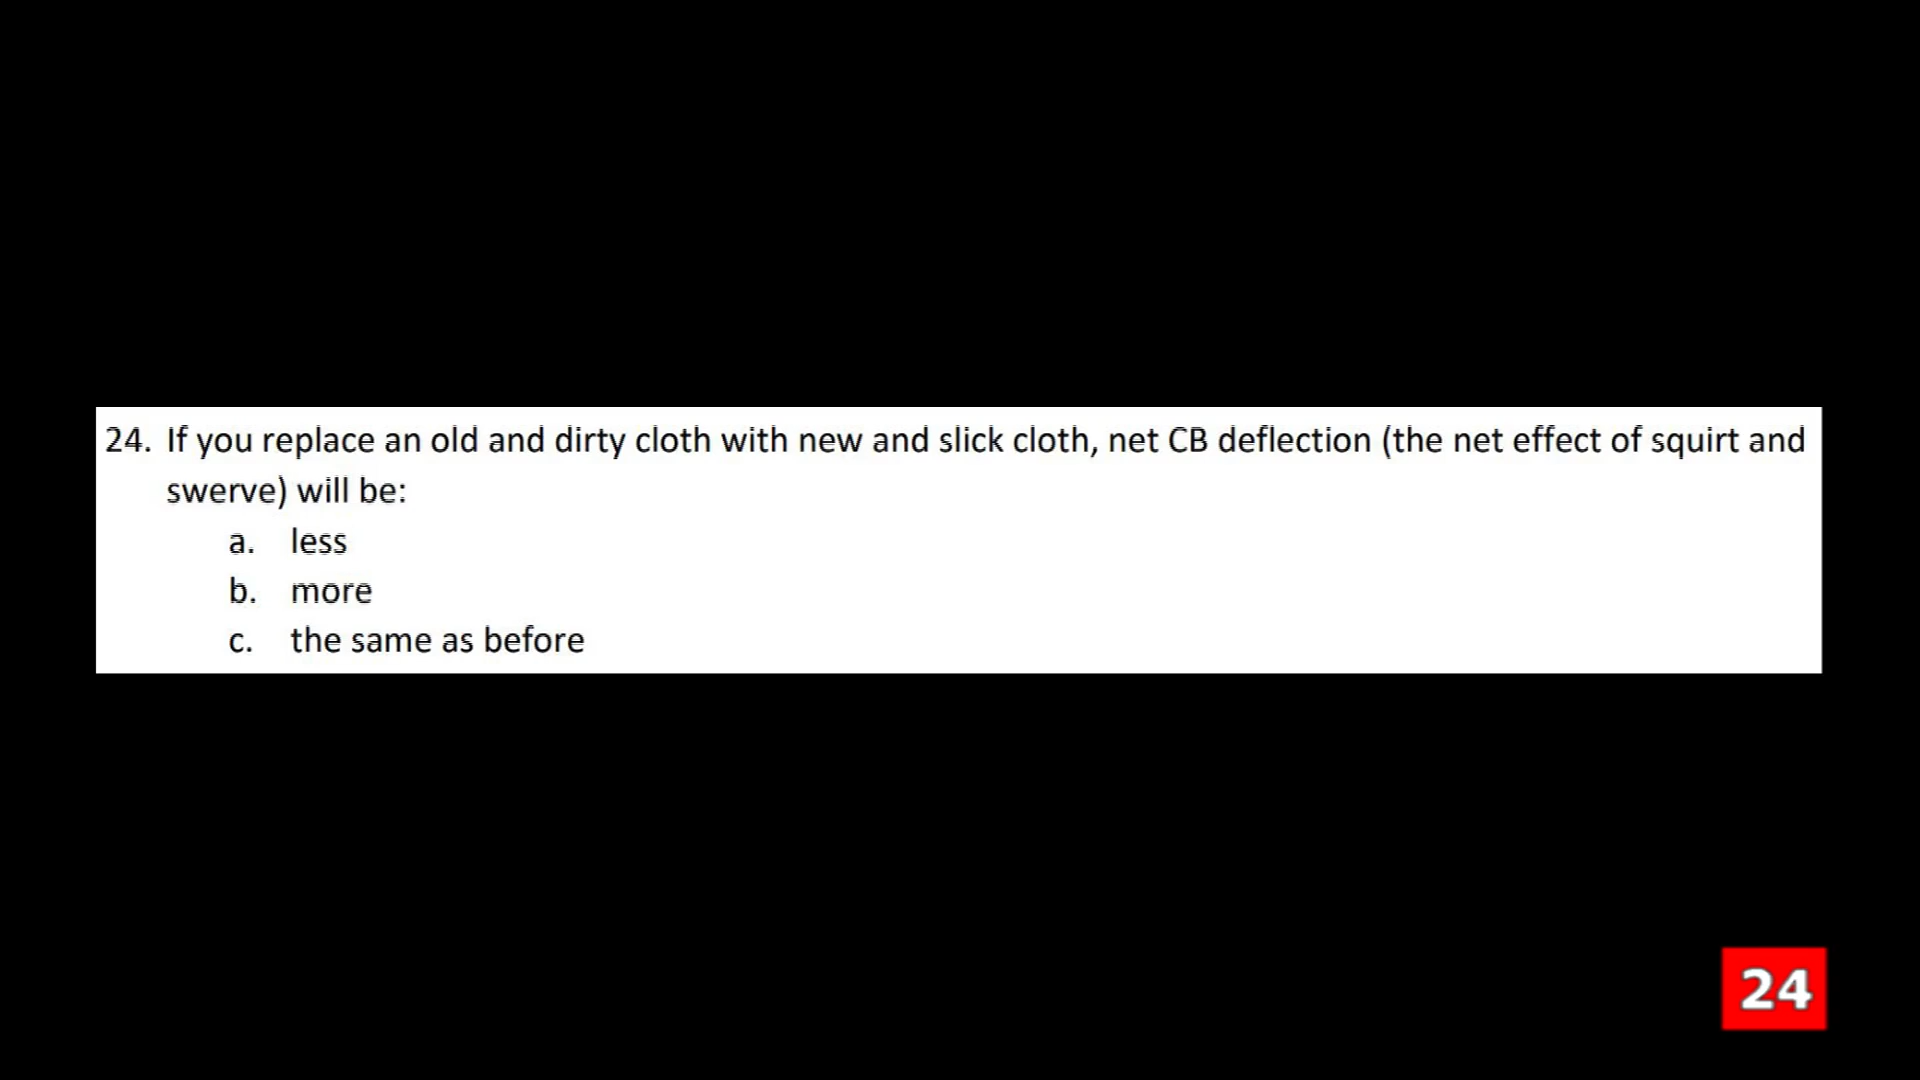 24. If you replace an old and dirty cloth with new and slick cloth, net CB deflection (the net effect of squirt and
swerve) will be:
a. less
b. more
c. the same as before
24